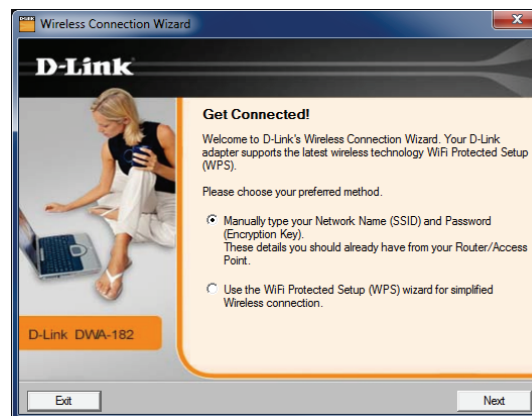 Wireless Connection Wizard
D-Link
Get Connected!
Welcome to D-Link's Wireless Connection Wizard. Your D-Link
adapter supports the latest wireless technology WiFi Protected Setup
(WPS).
Please choose your preferred method.
Manually type your Network Name (SSID) and Password
(Encryption Key).
These details you should already have from your Router/Access
Point.
Use the WiFi Protected Setup (WPS) wizard for simplified
Wireless connection.
D-Link DWA-182
Exit
Next